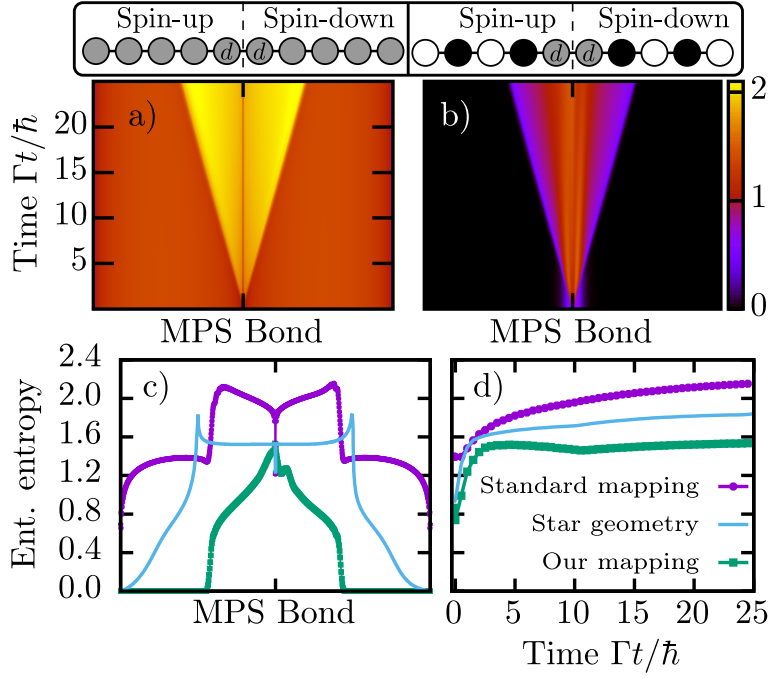 Spin-up Spin-down Spin-up Spin-down
d d d d
a) b)
Time Γt/ħ
20
15
10
5
2
1
0
MPS Bond MPS Bond
c) d)
Ent. entropy
2.4
2.0
1.6
1.2
0.8
0.4
0.0
Standard mapping
Star geometry
Our mapping
MPS Bond
0 5 10 15 20 25
Time Γt/ħ